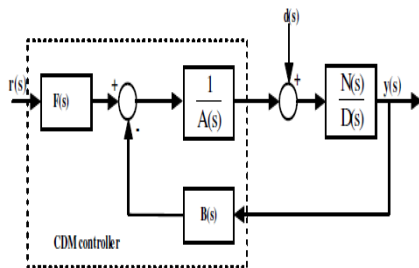 d(s)
r(s)
F(s)
+
-
1
A(s)
+
N(s)
D(s)
y(s)
B(s)
CDM controller